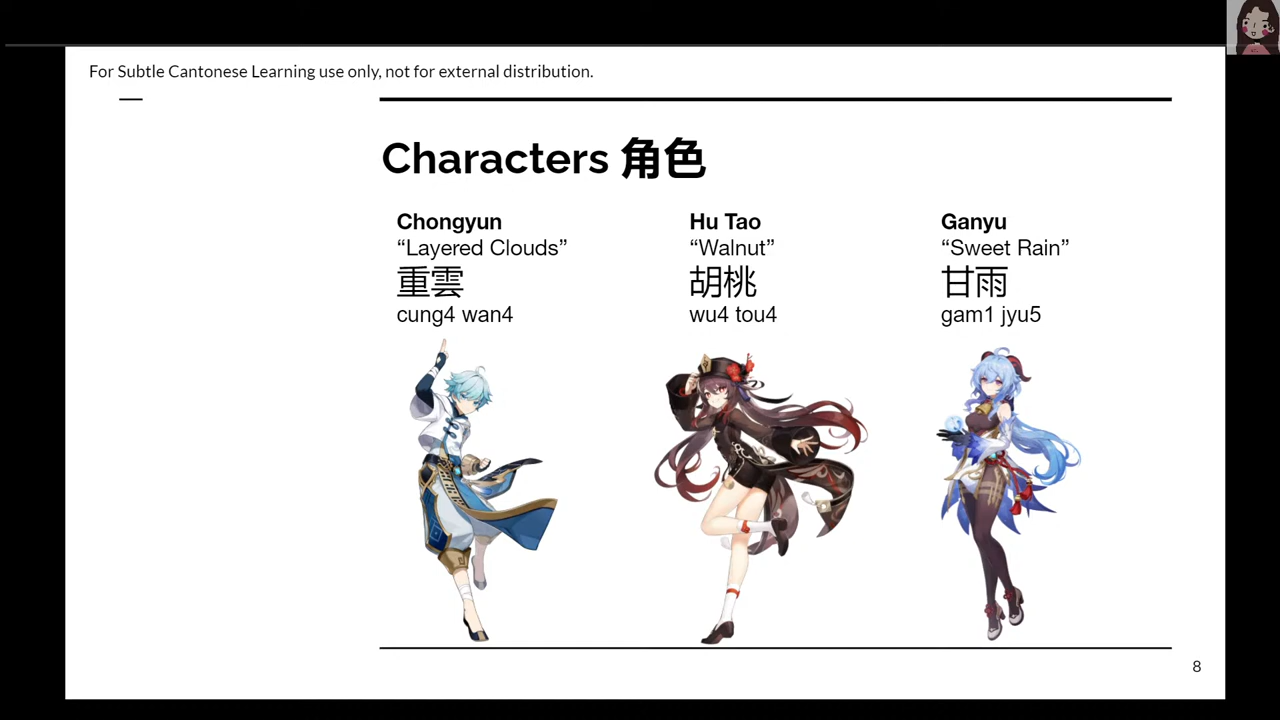 For Subtle Cantonese Learning use only, not for external distribution.
Characters 角色
Chongyun
“Layered Clouds”
重雲
cung4 wan4
Hu Tao
“Walnut”
胡桃
wu4 tou4
Ganyu
“Sweet Rain”
甘雨
gam1 jyu5
8